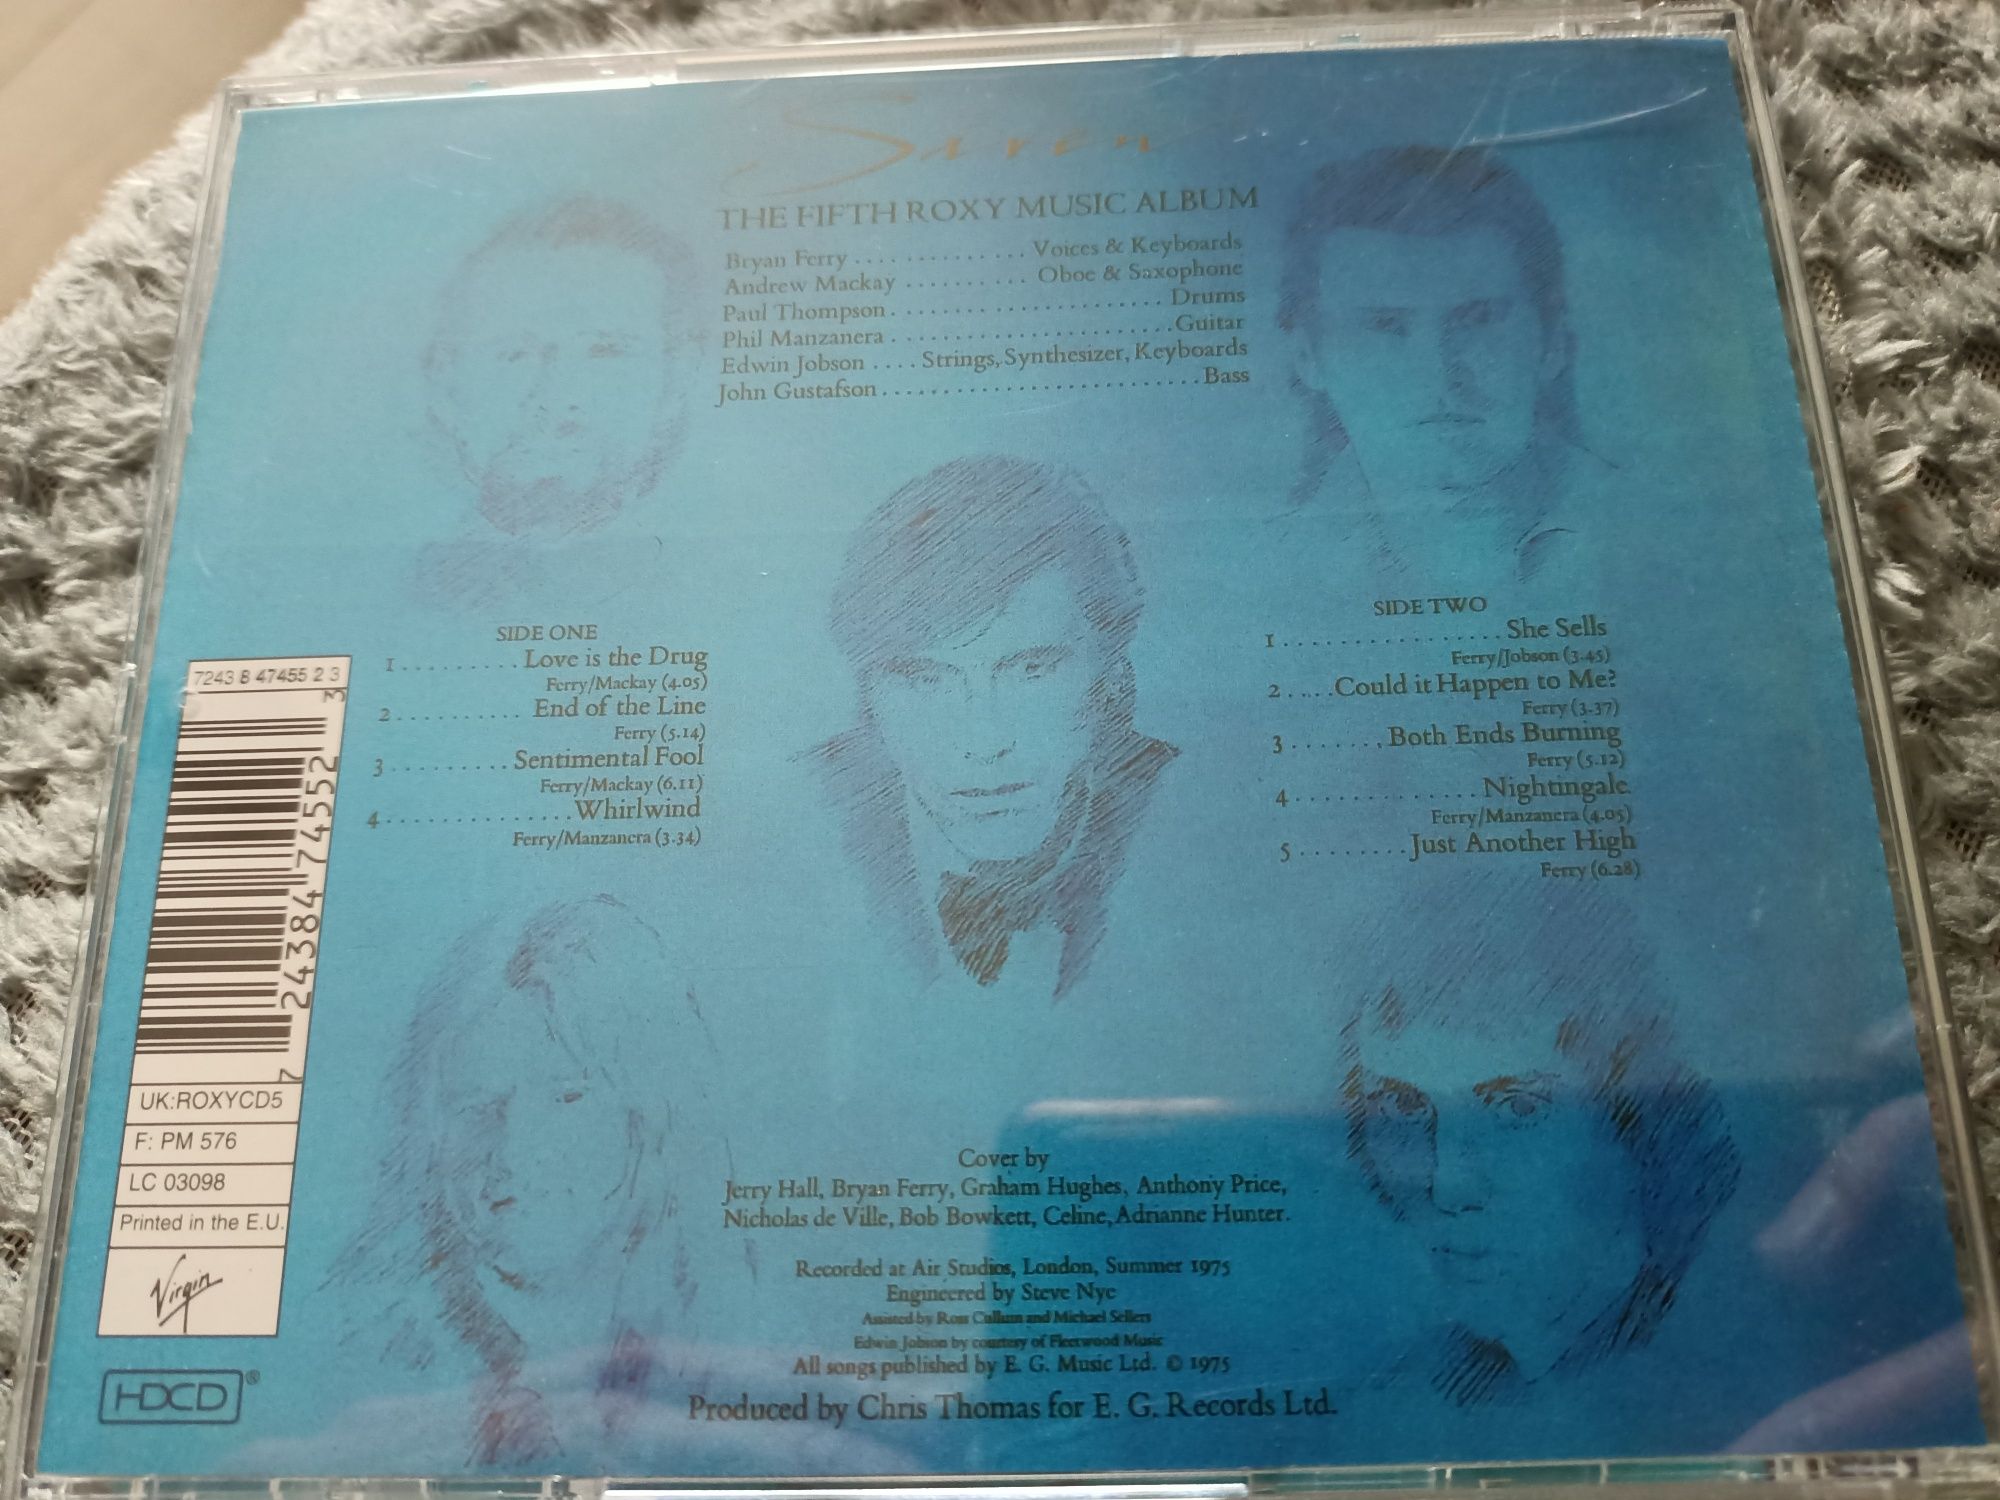 Siren
THE FIFTH ROXY MUSIC ALBUM
Bryan Ferry . . . . . . . . . . . . . . . Voices & Keyboards
Andrew Mackay . . . . . . . . . . . Oboe & Saxophone
Paul Thompson . . . . . . . . . . . . . . . . . . . . . . . Drums
Phil Manzanera . . . . . . . . . . . . . . . . . . . . . . . . Guitar
Edwin Jobson . . . . Strings, Synthesizer, Keyboards
John Gustafson . . . . . . . . . . . . . . . . . . . . . . . . . . Bass
SIDE ONE
1 . . . . . . . . . Love is the Drug
Ferry/Mackay (4.05)
2 . . . . . . . . . . End of the Line
Ferry (5.14)
3 . . . . . . . . . Sentimental Fool
Ferry/Mackay (6.11)
4 . . . . . . . . . . . . . . Whirlwind
Ferry/Manzanera (3.34)
SIDE TWO
1 . . . . . . . . . . . . . . . . She Sells
Ferry/Jobson (3.45)
2 . . . . . Could it Happen to Me?
Ferry (3.37)
3 . . . . . . . Both Ends Burning
Ferry (5.12)
4 . . . . . . . . . . . . . Nightingale
Ferry/Manzanera (4.05)
5 . . . . . . . . Just Another High
Ferry (6.28)
7243 8 47455 2 3
7 24384 74552 3
UK:ROXYCD5
F: PM 576
LC 03098
Printed in the E.U.
Virgin
HDCD®
Cover by
Jerry Hall, Bryan Ferry, Graham Hughes, Anthony Price,
Nicholas de Ville, Bob Bowkett, Celine, Adrianne Hunter.
Recorded at Air Studios, London, Summer 1975
Engineered by Steve Nye
Assisted by Ross Cullum and Michael Sellers
Edwin Jobson by courtesy of Fleetwood Music
All songs published by E. G. Music Ltd. © 1975
Produced by Chris Thomas for E. G. Records Ltd.